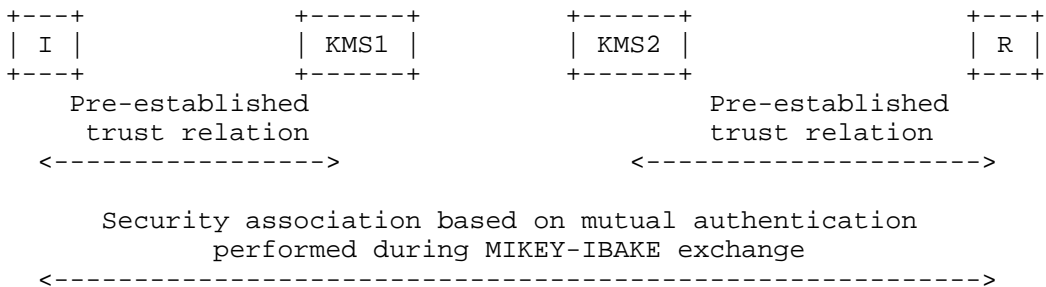 +---+                +------+          +------+                 +---+
| I |                | KMS1 |          | KMS2 |                 | R |
+---+                +------+          +------+                 +---+
    Pre-established                         Pre-established
     trust relation                         trust relation
  <------------------>                 <--------------------->

      Security association based on mutual authentication
             performed during MIKEY-IBAKE exchange
  <---------------------------------------------------------->